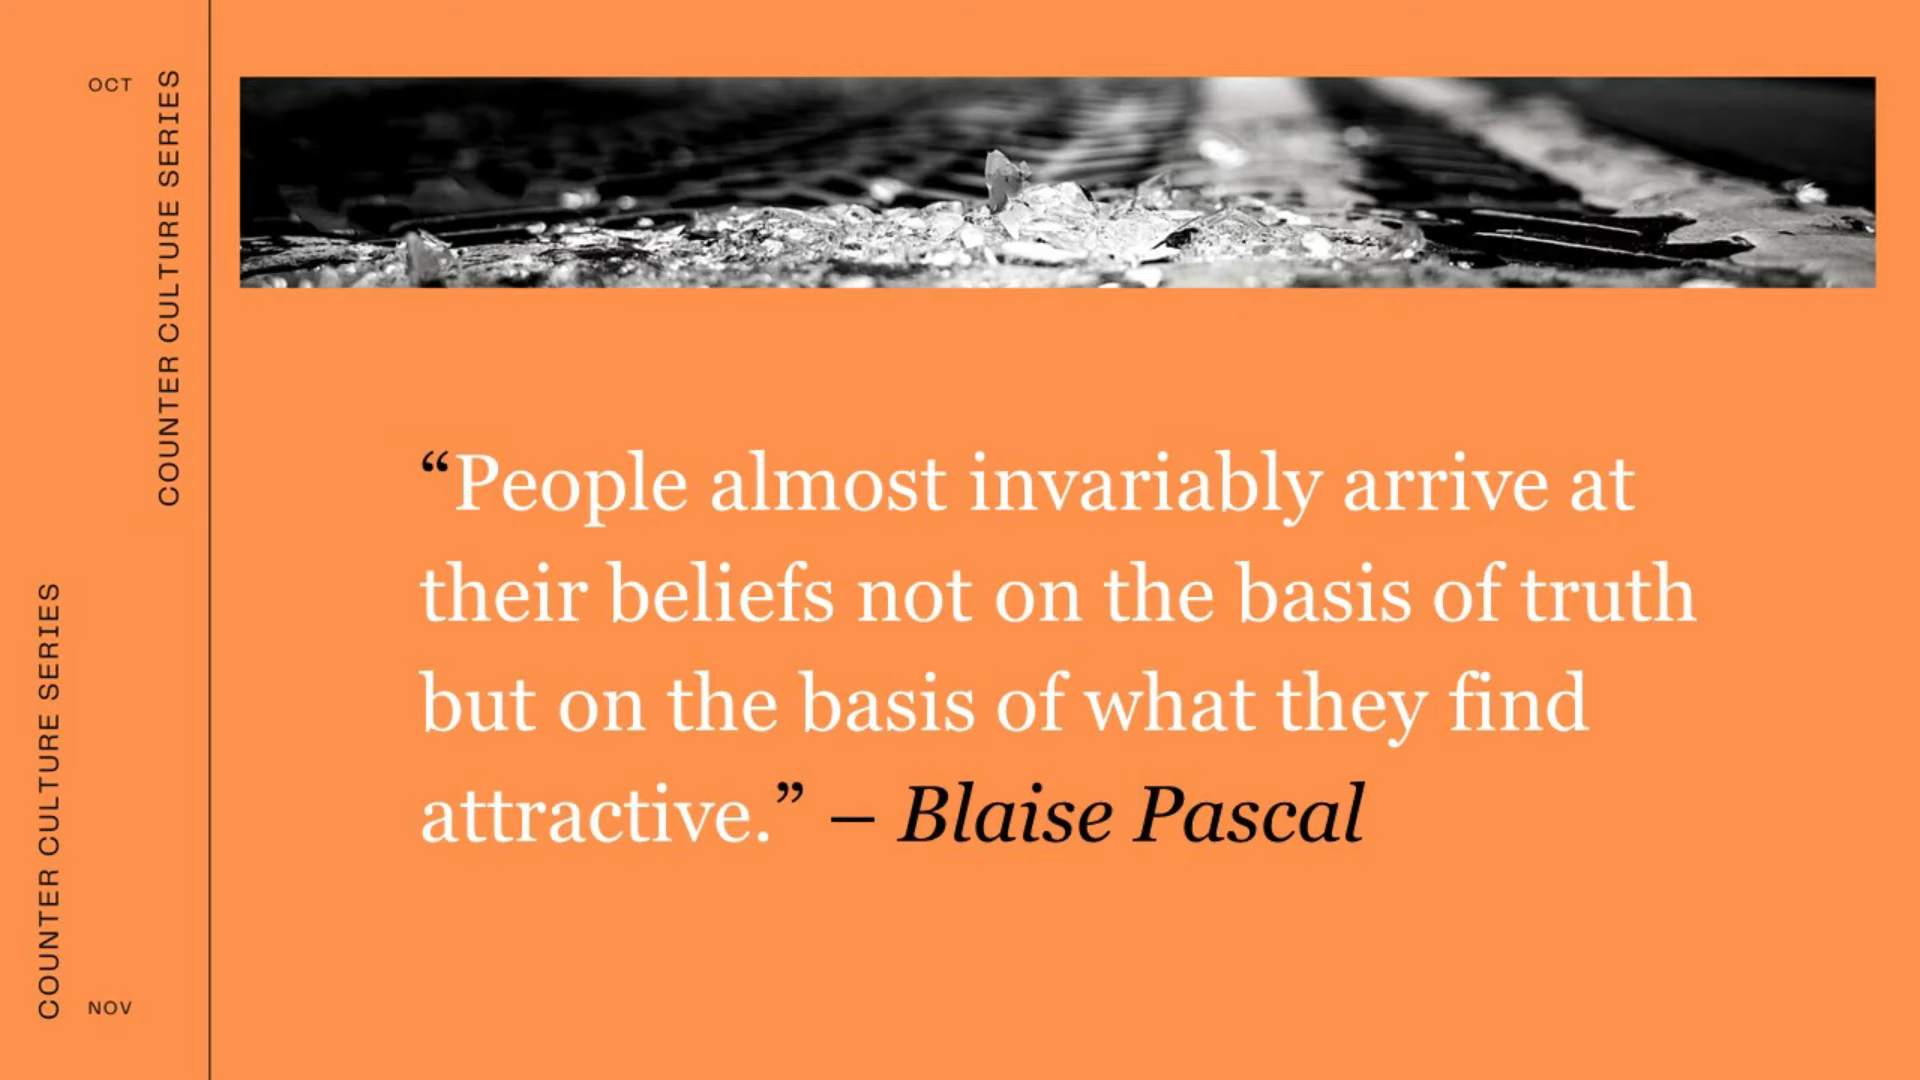 OCT
COUNTER CULTURE SERIES
COUNTER CULTURE SERIES
NOV
“People almost invariably arrive at
their beliefs not on the basis of truth
but on the basis of what they find
attractive.” – Blaise Pascal